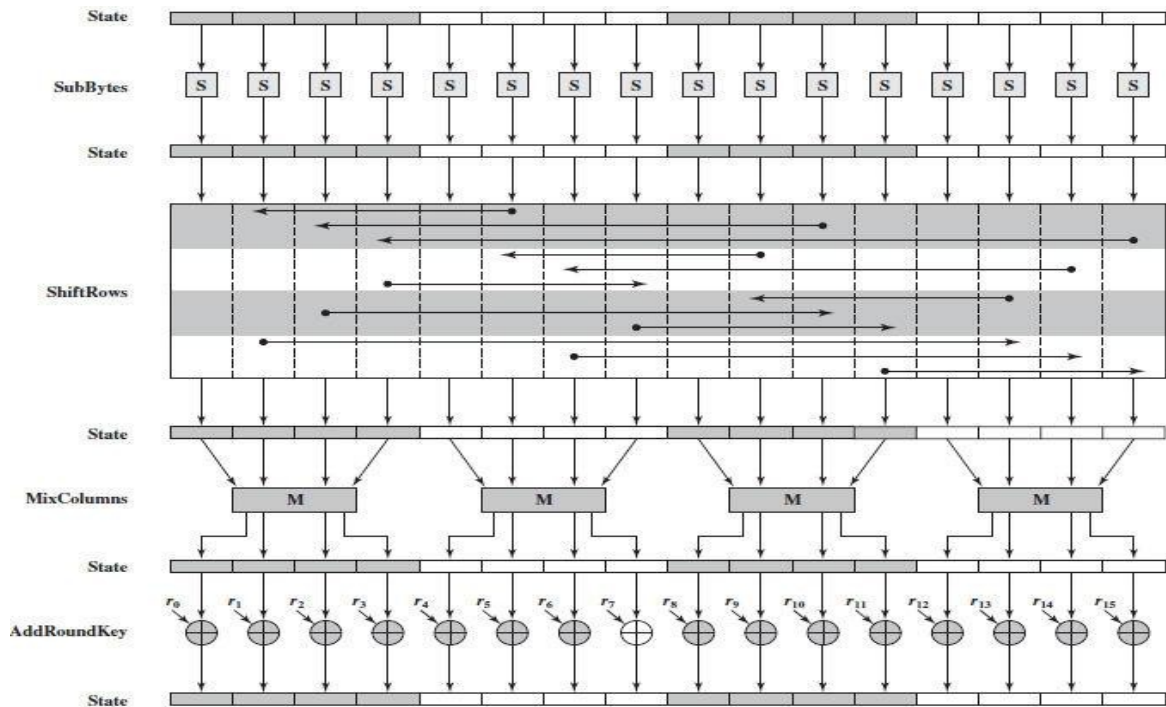 State
SubBytes
S S S S S S S S S S S S S S S S
State
ShiftRows
State
MixColumns
M M M M
State
r0 r1 r2 r3 r4 r5 r6 r7 r8 r9 r10 r11 r12 r13 r14 r15
AddRoundKey
State